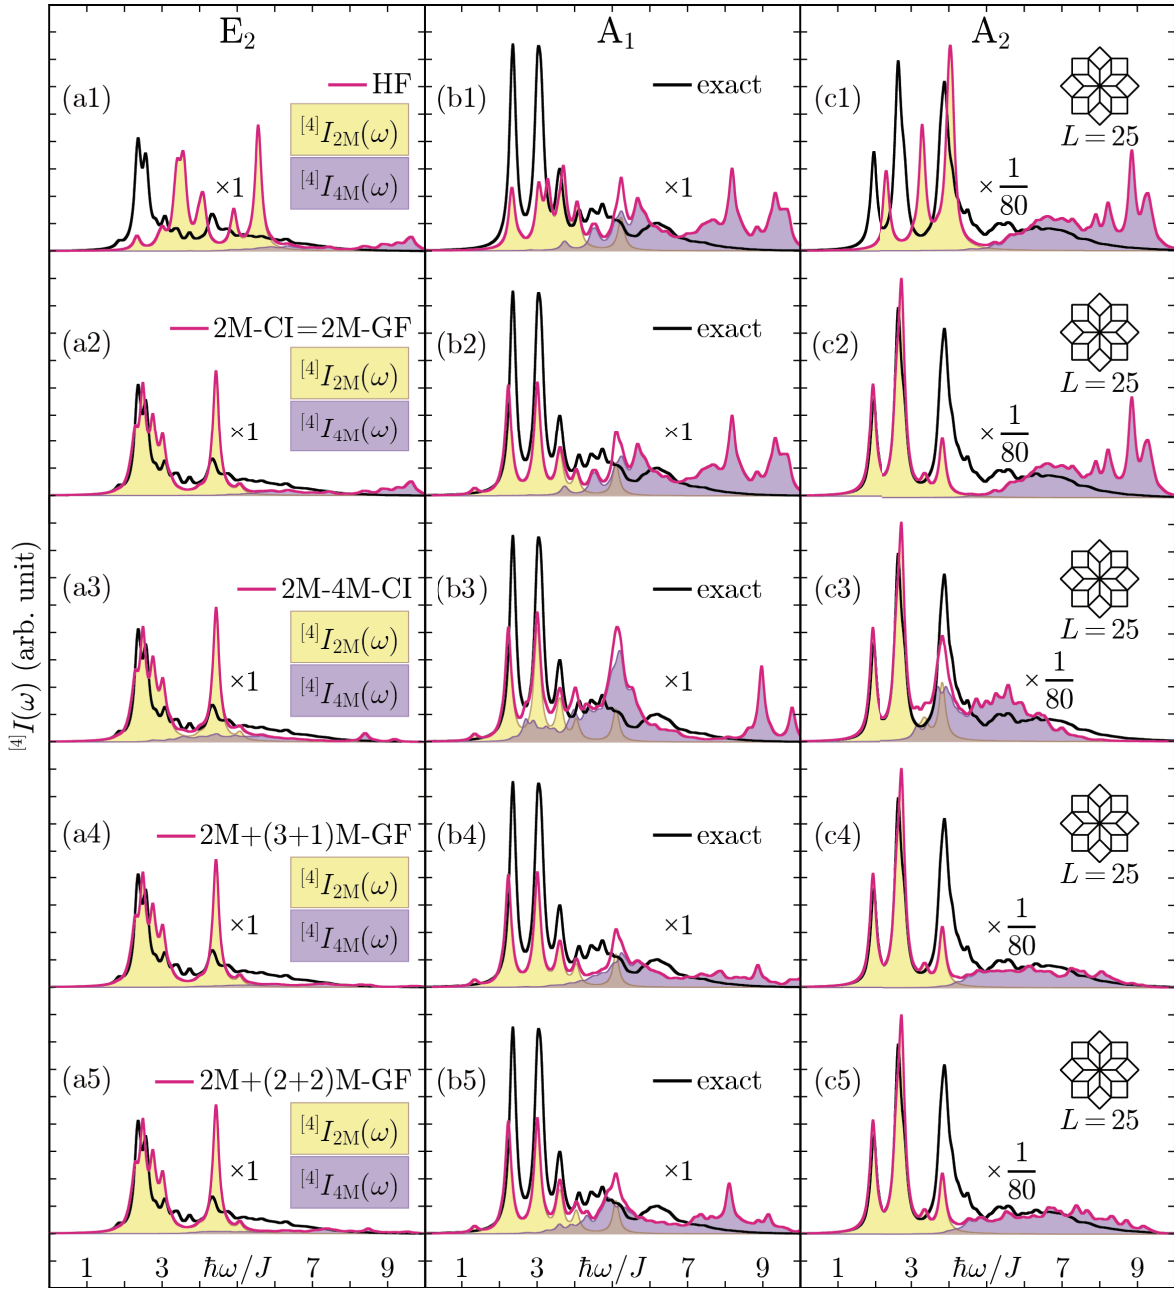 E₂ A₁ A₂
(a1) HF
[4]I2M(ω)
[4]I4M(ω)
×1
(b1) exact
×1
(c1)
L = 25
× 1/80
(a2) 2M-CI=2M-GF
[4]I2M(ω)
[4]I4M(ω)
×1
(b2) exact
×1
(c2)
L = 25
× 1/80
(a3) 2M-4M-CI
[4]I2M(ω)
[4]I4M(ω)
×1
(b3) exact
×1
(c3)
L = 25
× 1/80
(a4) 2M+(3+1)M-GF
[4]I2M(ω)
[4]I4M(ω)
×1
(b4) exact
×1
(c4)
L = 25
× 1/80
(a5) 2M+(2+2)M-GF
[4]I2M(ω)
[4]I4M(ω)
×1
(b5) exact
×1
(c5)
L = 25
× 1/80
[4]I(ω) (arb. unit)
1 3 ℏω/J 7 9 1 3 ℏω/J 7 9 3 ℏω/J 7 9